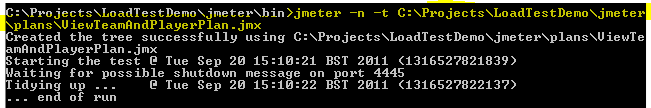 C:\Projects\LoadTestDemo\jmeter\bin>jmeter -n -t C:\Projects\LoadTestDemo\jmeter
\plans\ViewTeamAndPlayerPlan.jmx
Created the tree successfully using C:\Projects\LoadTestDemo\jmeter\plans\ViewTe
amAndPlayerPlan.jmx
Starting the test @ Tue Sep 20 15:10:21 BST 2011 (1316527821839)
Waiting for possible shutdown message on port 4445
Tidying up ...    @ Tue Sep 20 15:10:22 BST 2011 (1316527822137)
... end of run